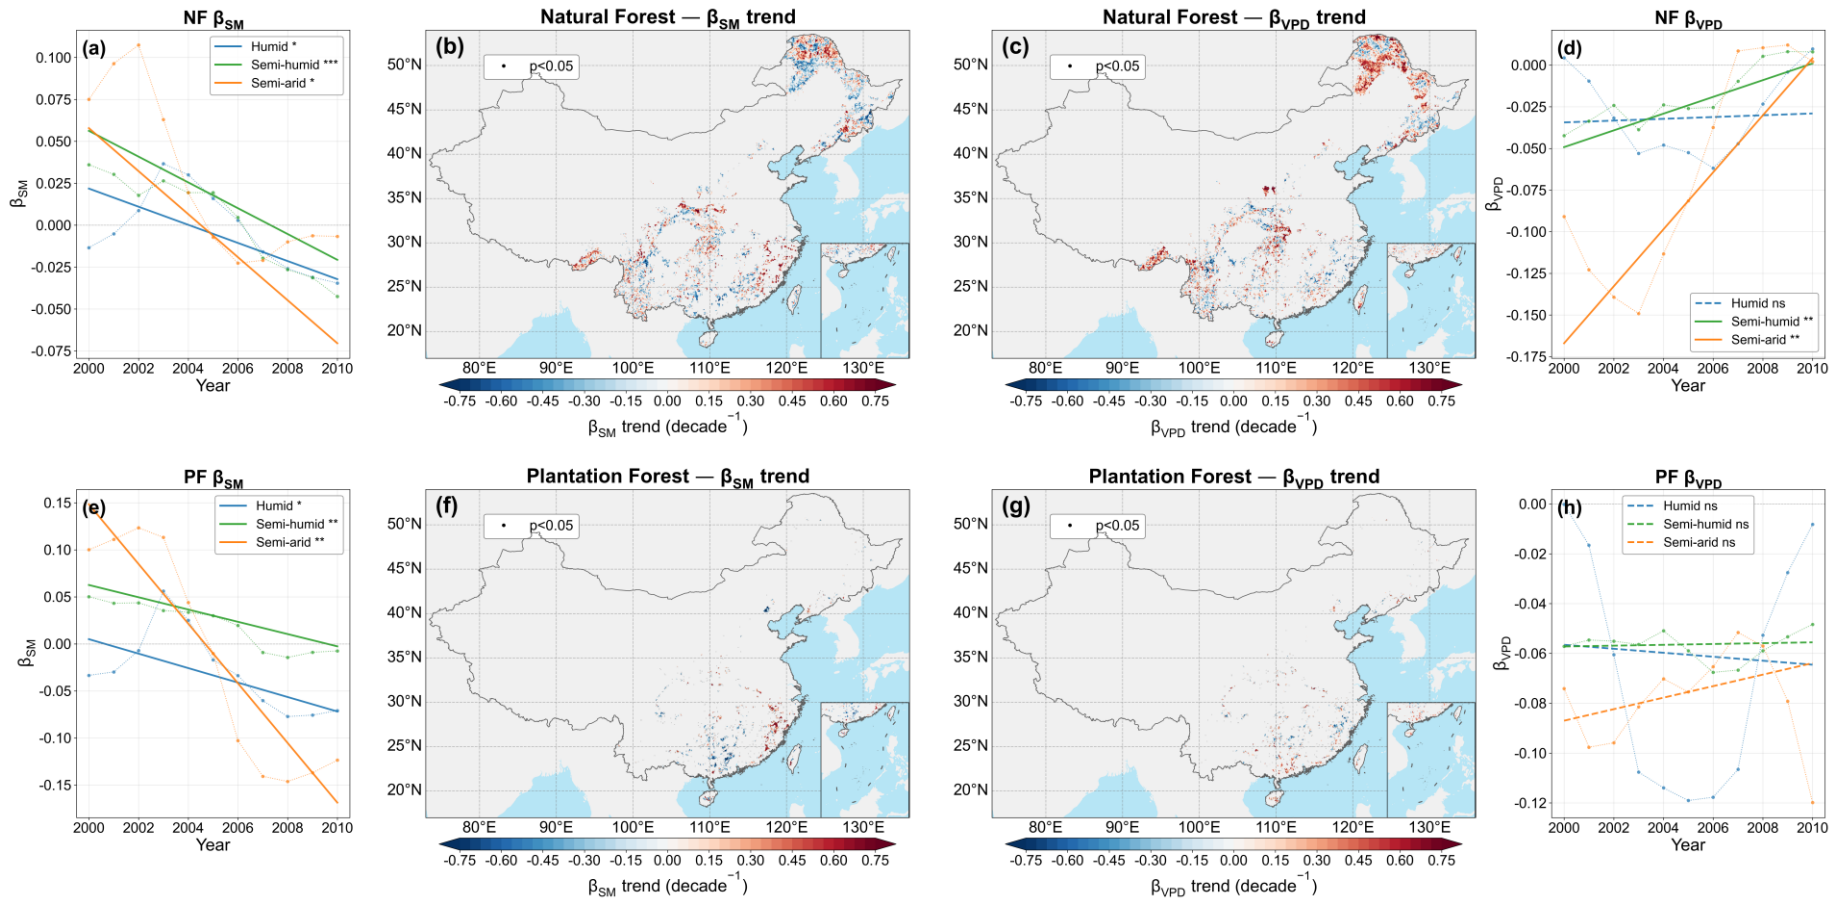 NF βSM
(a)
Humid *
Semi-humid ***
Semi-arid *
0.100
0.075
0.050
0.025
0.000
-0.025
-0.050
-0.075
βSM
2000 2002 2004 2006 2008 2010
Year
Natural Forest — βSM trend
(b)
p<0.05
50°N
45°N
40°N
35°N
30°N
25°N
20°N
80°E 90°E 100°E 110°E 120°E 130°E
-0.75 -0.60 -0.45 -0.30 -0.15 0.00 0.15 0.30 0.45 0.60 0.75
βSM trend (decade⁻¹)
Natural Forest — βVPD trend
(c)
p<0.05
50°N
45°N
40°N
35°N
30°N
25°N
20°N
80°E 90°E 100°E 110°E 120°E 130°E
-0.75 -0.60 -0.45 -0.30 -0.15 0.00 0.15 0.30 0.45 0.60 0.75
βVPD trend (decade⁻¹)
NF βVPD
(d)
0.000
-0.025
-0.050
-0.075
-0.100
-0.125
-0.150
-0.175
βVPD
Humid ns
Semi-humid **
Semi-arid **
2000 2002 2004 2006 2008 2010
Year
PF βSM
(e)
Humid *
Semi-humid **
Semi-arid **
0.15
0.10
0.05
0.00
-0.05
-0.10
-0.15
βSM
2000 2002 2004 2006 2008 2010
Year
Plantation Forest — βSM trend
(f)
p<0.05
50°N
45°N
40°N
35°N
30°N
25°N
20°N
80°E 90°E 100°E 110°E 120°E 130°E
-0.75 -0.60 -0.45 -0.30 -0.15 0.00 0.15 0.30 0.45 0.60 0.75
βSM trend (decade⁻¹)
Plantation Forest — βVPD trend
(g)
p<0.05
50°N
45°N
40°N
35°N
30°N
25°N
20°N
80°E 90°E 100°E 110°E 120°E 130°E
-0.75 -0.60 -0.45 -0.30 -0.15 0.00 0.15 0.30 0.45 0.60 0.75
βVPD trend (decade⁻¹)
PF βVPD
(h)
Humid ns
Semi-humid ns
Semi-arid ns
0.00
-0.02
-0.04
-0.06
-0.08
-0.10
-0.12
βVPD
2000 2002 2004 2006 2008 2010
Year